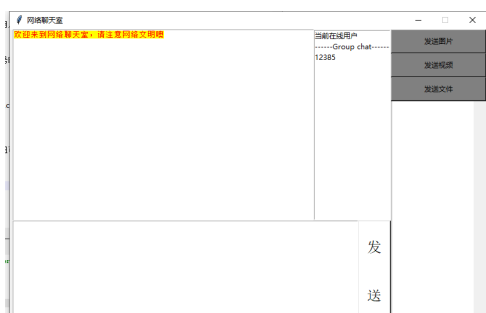 网络聊天室
欢迎来到网络聊天室，请注意网络文明噢
当前在线用户
------Group chat------
12385
发送图片
发送视频
发送文件
发
送